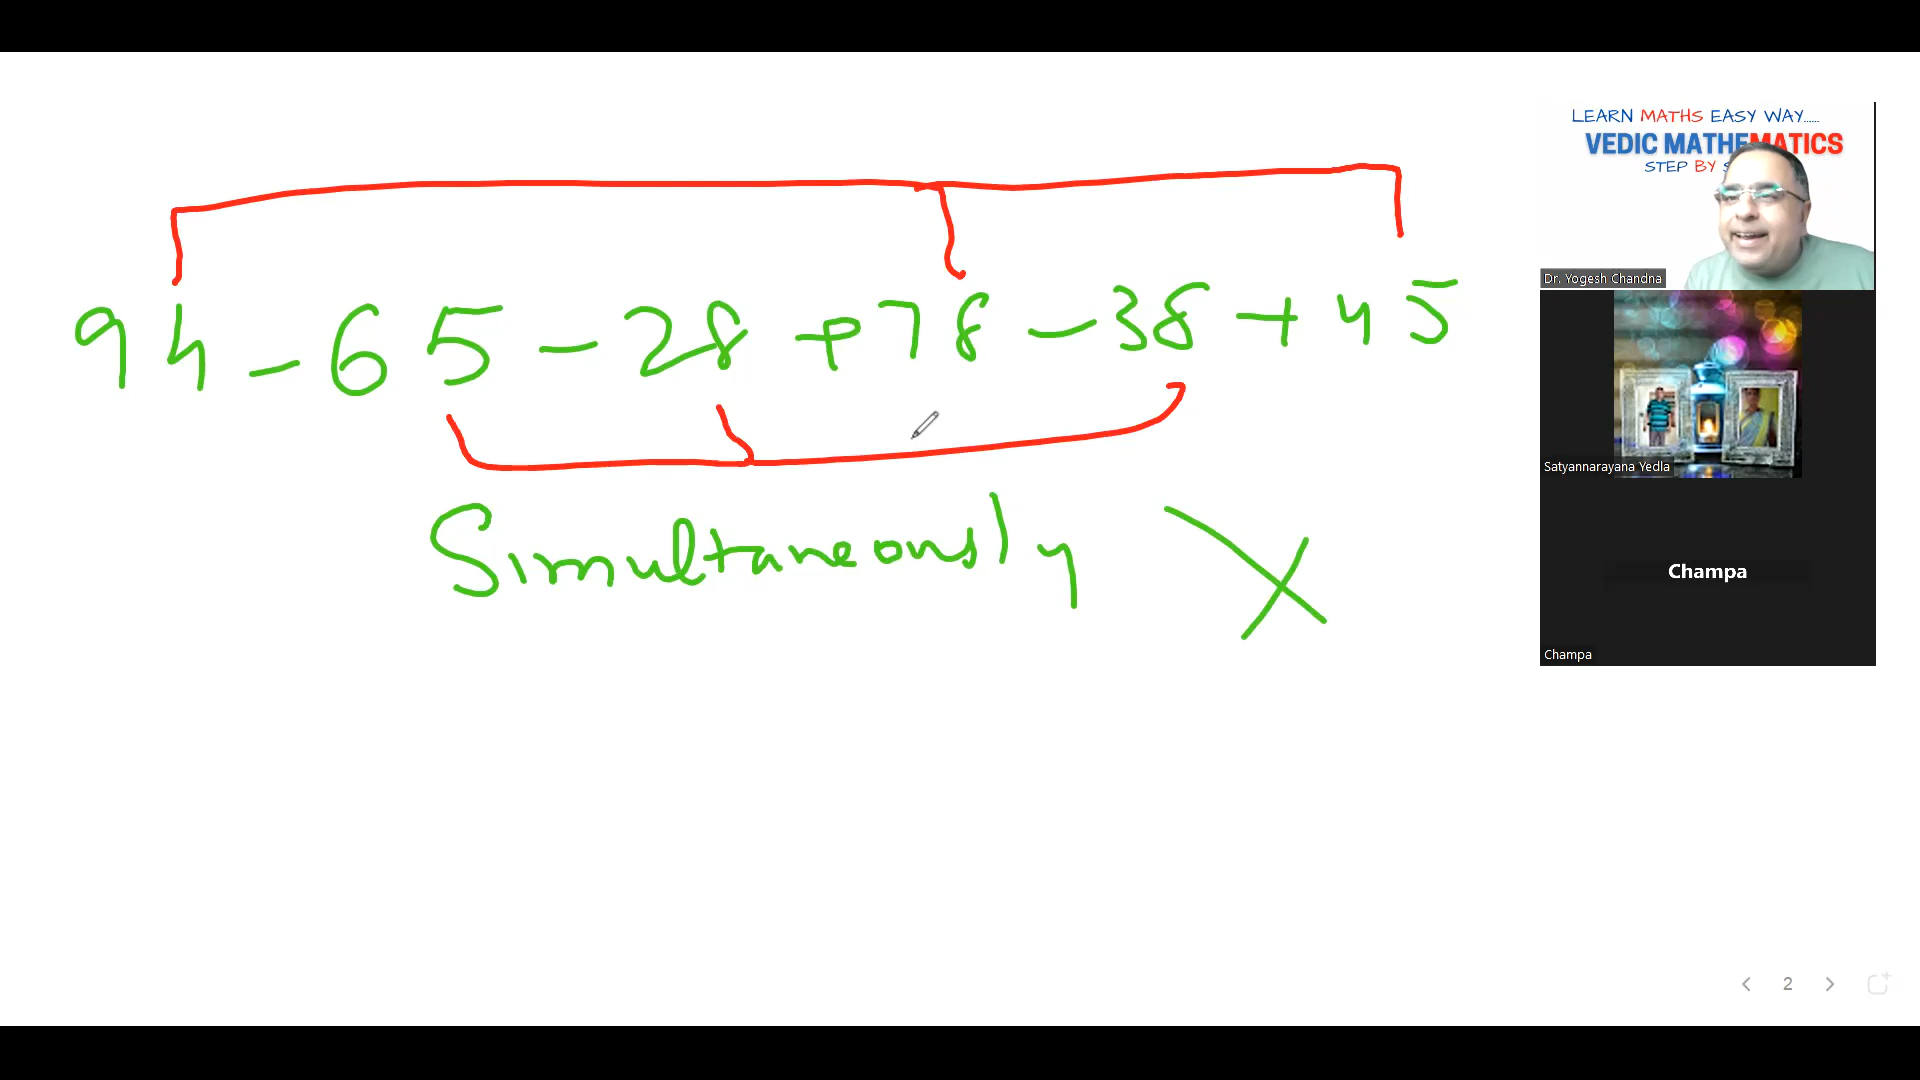 LEARN MATHS EASY WAY......
VEDIC MATHEMATICS
STEP BY
Dr. Yogesh Chandna
94 - 65 - 28 + 78 - 38 + 45
Satyannarayana Yedla
Simultaneously X
Champa
Champa
2